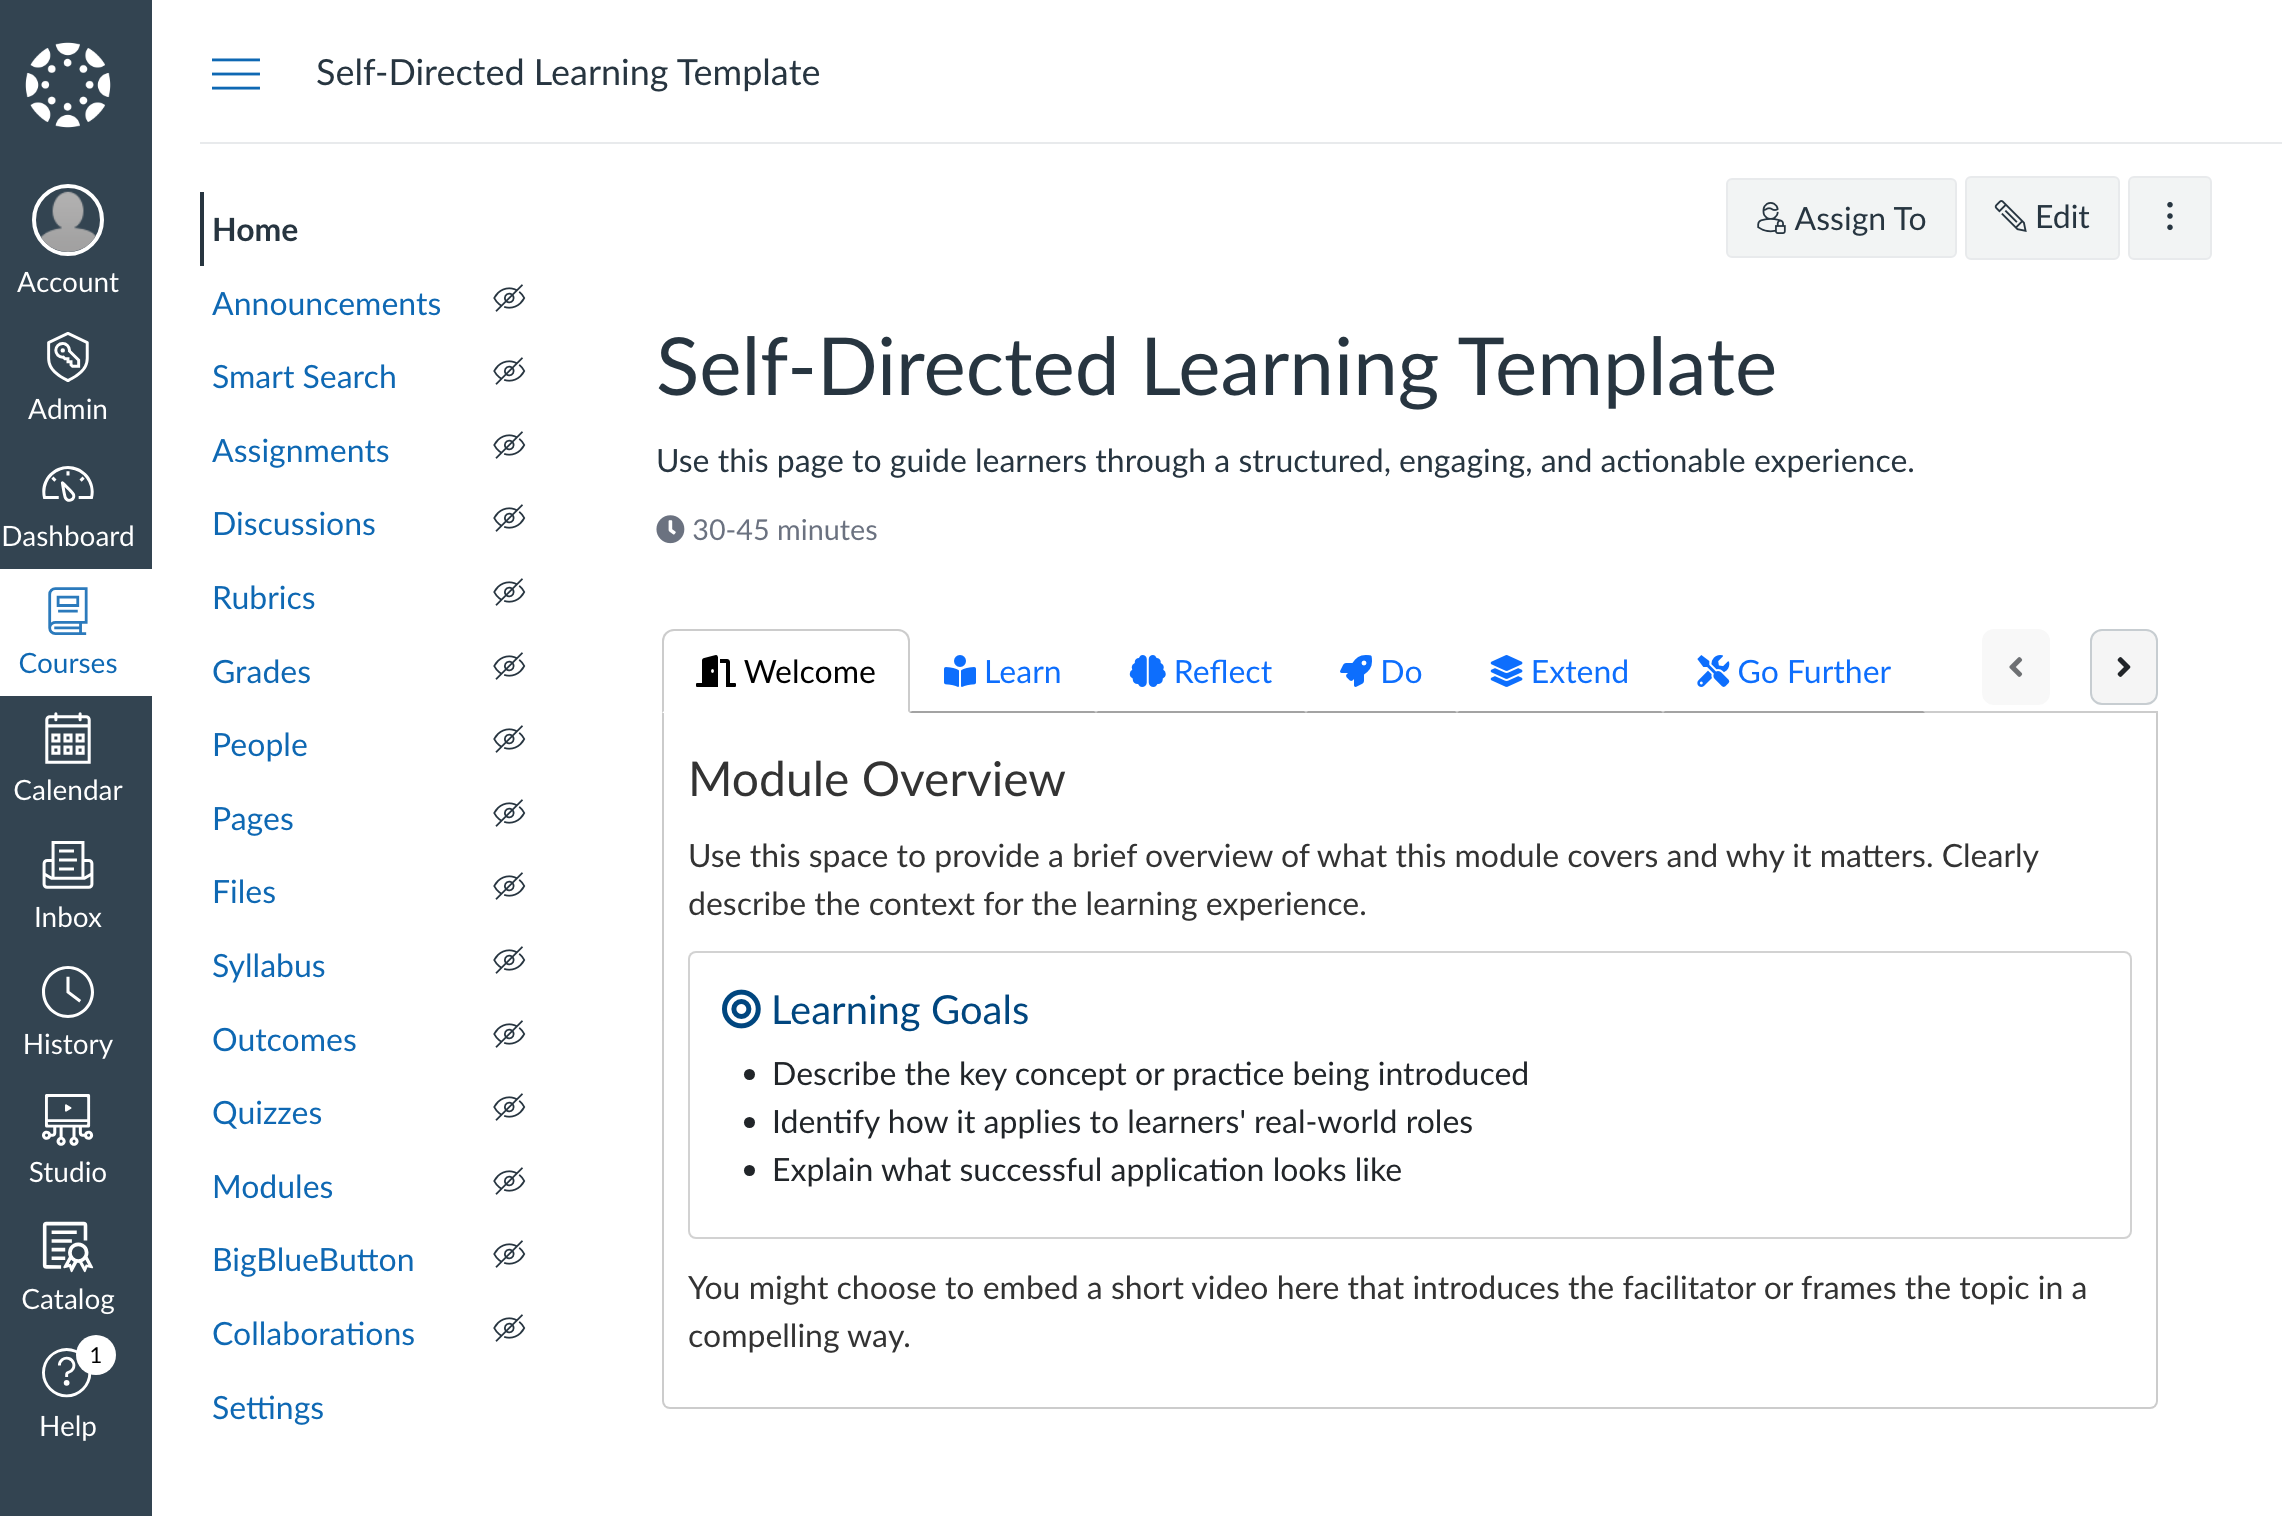 Self-Directed Learning Template
Account
Admin
Dashboard
Courses
Calendar
Inbox
History
Studio
Catalog
1
Help
Home
Announcements
Smart Search
Assignments
Discussions
Rubrics
Grades
People
Pages
Files
Syllabus
Outcomes
Quizzes
Modules
BigBlueButton
Collaborations
Settings
Assign To
Edit
Self-Directed Learning Template
Use this page to guide learners through a structured, engaging, and actionable experience.
30-45 minutes
Welcome
Learn
Reflect
Do
Extend
Go Further
Module Overview
Use this space to provide a brief overview of what this module covers and why it matters. Clearly
describe the context for the learning experience.
Learning Goals
• Describe the key concept or practice being introduced
• Identify how it applies to learners' real-world roles
• Explain what successful application looks like
You might choose to embed a short video here that introduces the facilitator or frames the topic in a
compelling way.